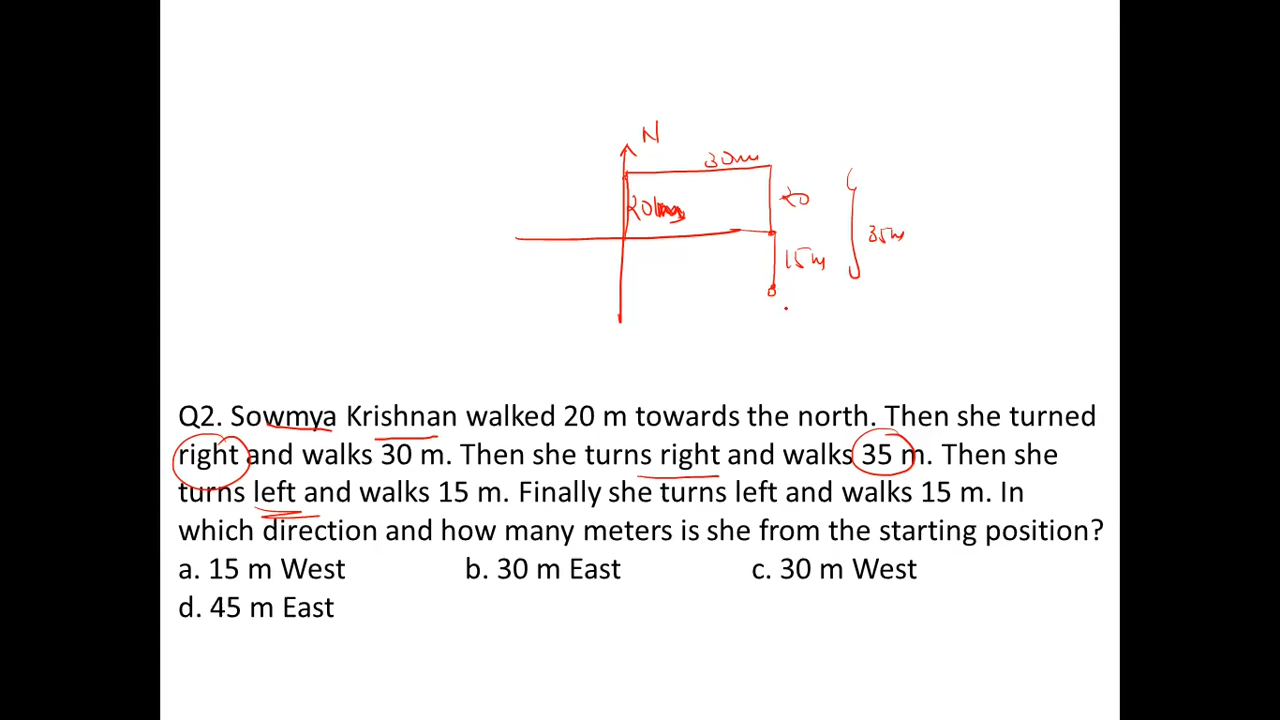 N
30m
20m
20
15m
35m
Q2. Sowmya Krishnan walked 20 m towards the north. Then she turned
right and walks 30 m. Then she turns right and walks 35 m. Then she
turns left and walks 15 m. Finally she turns left and walks 15 m. In
which direction and how many meters is she from the starting position?
a. 15 m West b. 30 m East c. 30 m West
d. 45 m East